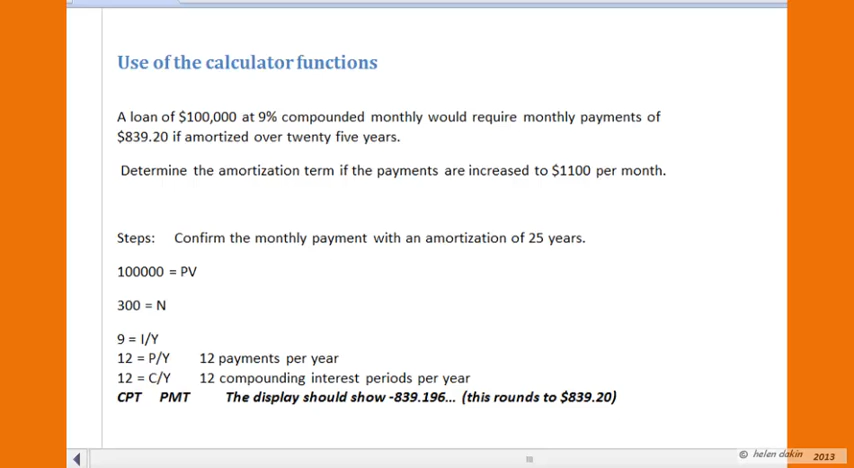 Use of the calculator functions
A loan of $100,000 at 9% compounded monthly would require monthly payments of
$839.20 if amortized over twenty five years.
Determine the amortization term if the payments are increased to $1100 per month.
Steps: Confirm the monthly payment with an amortization of 25 years.
100000 = PV
300 = N
9 = I/Y
12 = P/Y 12 payments per year
12 = C/Y 12 compounding interest periods per year
CPT PMT The display should show -839.196... (this rounds to $839.20)
© helen dakin 2013